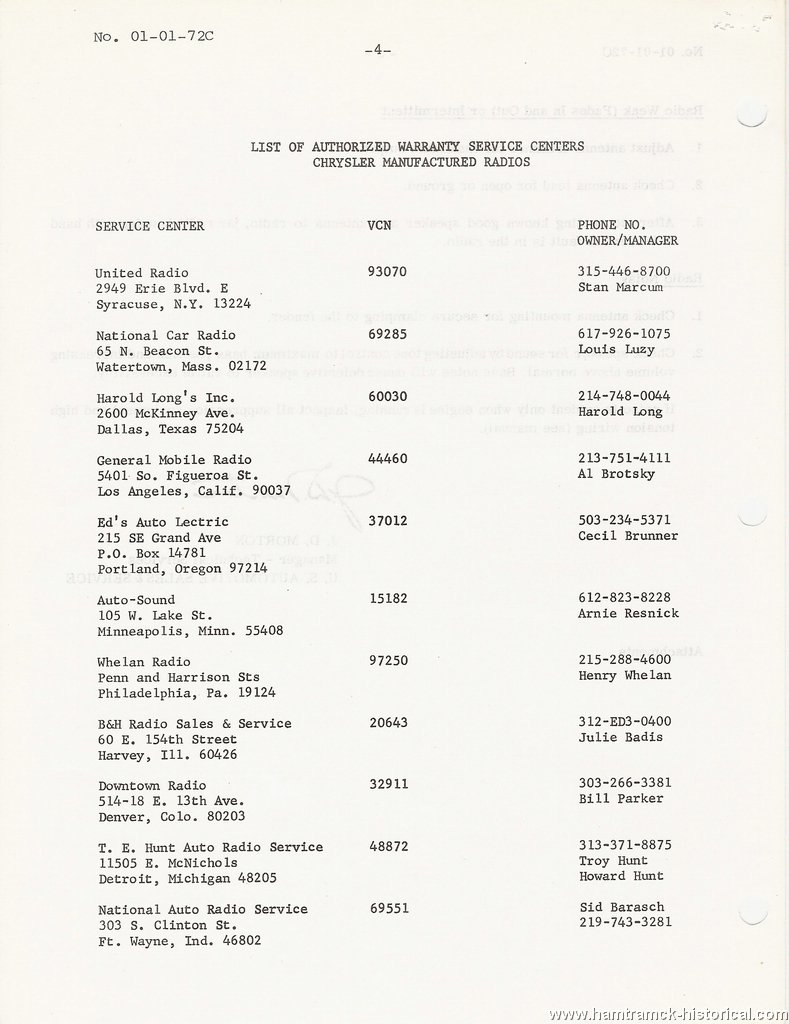 No. 01-01-72C
-4-
LIST OF AUTHORIZED WARRANTY SERVICE CENTERS
CHRYSLER MANUFACTURED RADIOS
SERVICE CENTER VCN PHONE NO.
OWNER/MANAGER
United Radio 93070 315-446-8700
2949 Erie Blvd. E Stan Marcum
Syracuse, N.Y. 13224
National Car Radio 69285 617-926-1075
65 N. Beacon St. Louis Luzy
Watertown, Mass. 02172
Harold Long's Inc. 60030 214-748-0044
2600 McKinney Ave. Harold Long
Dallas, Texas 75204
General Mobile Radio 44460 213-751-4111
5401 So. Figueroa St. Al Brotsky
Los Angeles, Calif. 90037
Ed's Auto Lectric 37012 503-234-5371
215 SE Grand Ave Cecil Brunner
P.O. Box 14781
Portland, Oregon 97214
Auto-Sound 15182 612-823-8228
105 W. Lake St. Arnie Resnick
Minneapolis, Minn. 55408
Whelan Radio 97250 215-288-4600
Penn and Harrison Sts Henry Whelan
Philadelphia, Pa. 19124
B&H Radio Sales & Service 20643 312-ED3-0400
60 E. 154th Street Julie Badis
Harvey, Ill. 60426
Downtown Radio 32911 303-266-3381
514-18 E. 13th Ave. Bill Parker
Denver, Colo. 80203
T. E. Hunt Auto Radio Service 48872 313-371-8875
11505 E. McNichols Troy Hunt
Detroit, Michigan 48205 Howard Hunt
National Auto Radio Service 69551 Sid Barasch
303 S. Clinton St. 219-743-3281
Ft. Wayne, Ind. 46802
www.hamtramck-historical.com